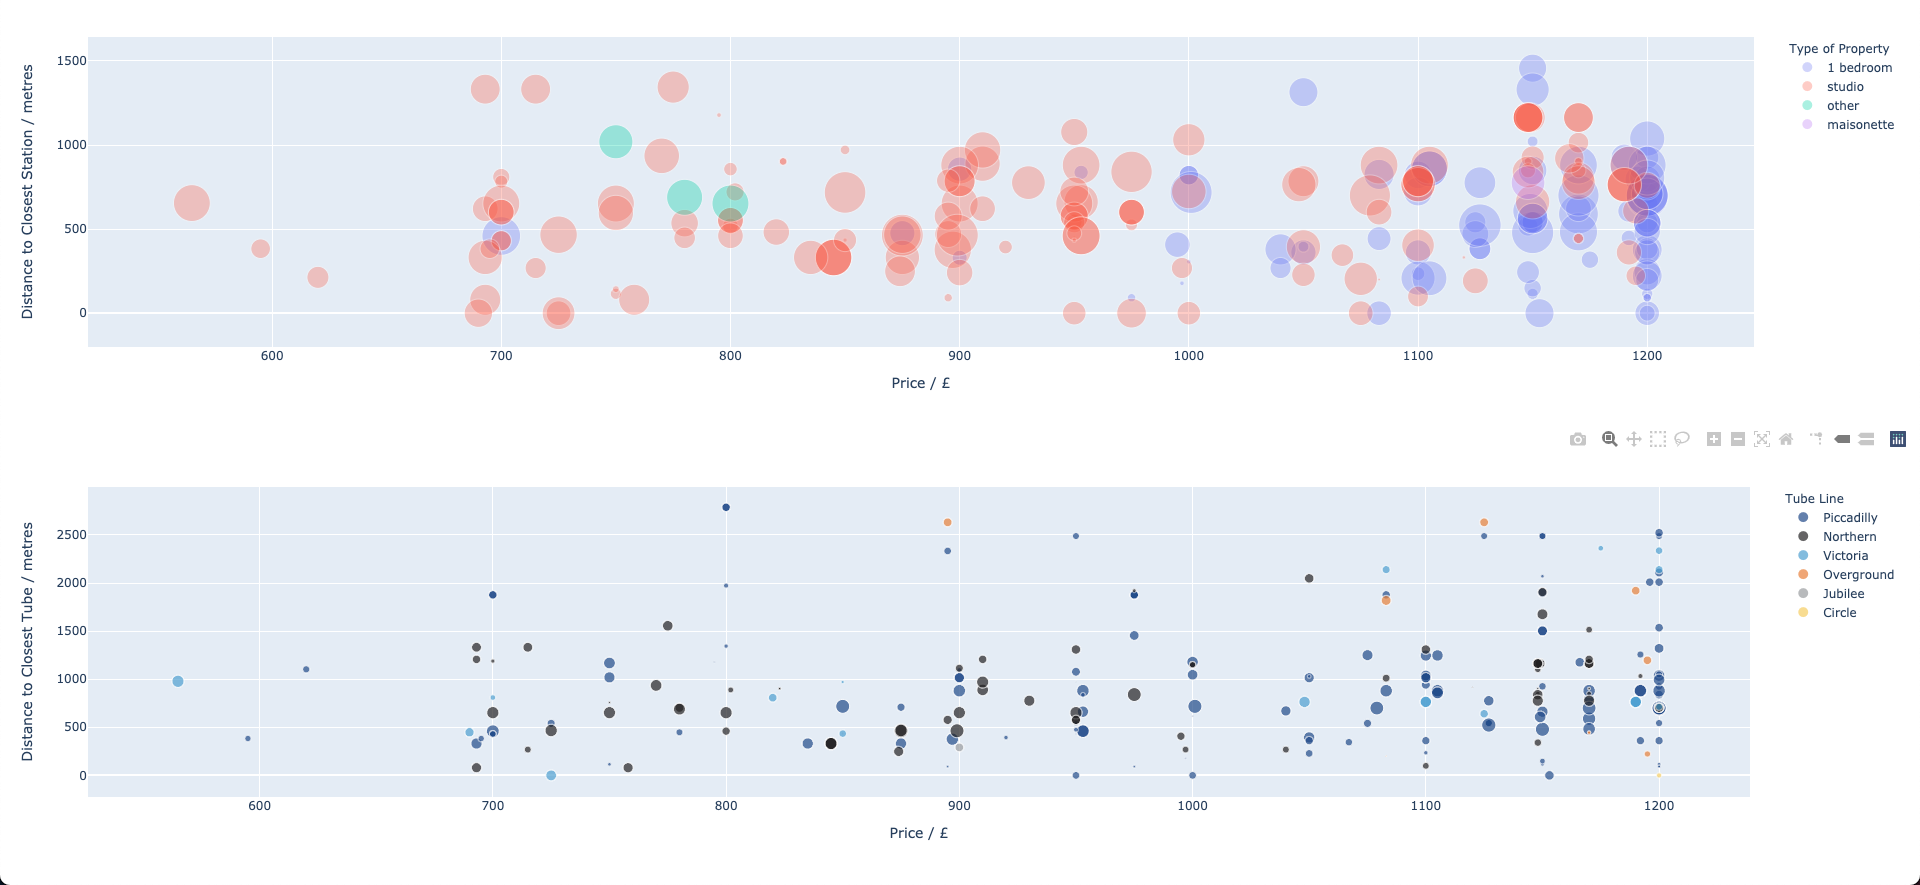 Type of Property
1 bedroom
studio
other
maisonette
Distance to Closest Station / metres
1500
1000
500
0
600 700 800 900 1000 1100 1200
Price / £
Tube Line
Piccadilly
Northern
Victoria
Overground
Jubilee
Circle
Distance to Closest Tube / metres
2500
2000
1500
1000
500
0
600 700 800 900 1000 1100 1200
Price / £